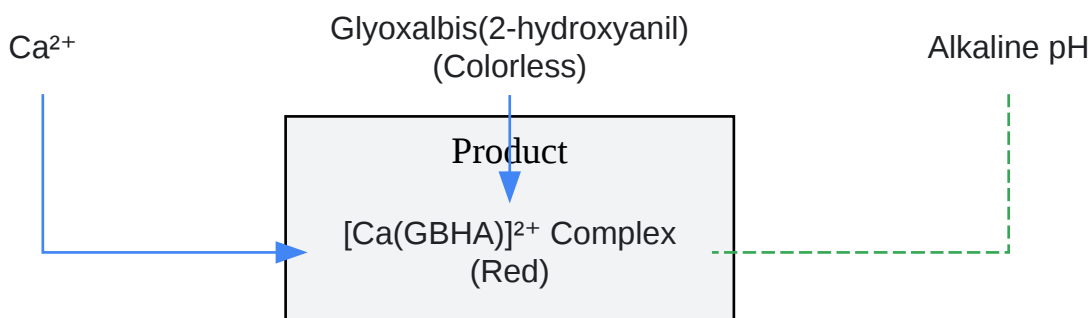 Ca²⁺
Glyoxalbis(2-hydroxyanil)
(Colorless)
Alkaline pH
Product
[Ca(GBHA)]²⁺ Complex
(Red)